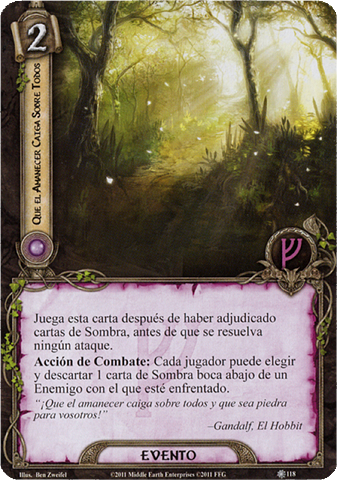 2
QUE EL AMANECER CAIGA SOBRE TODOS
Juega esta carta después de haber adjudicado
cartas de Sombra, antes de que se resuelva
ningún ataque.
Acción de Combate: Cada jugador puede elegir
y descartar 1 carta de Sombra boca abajo de un
Enemigo con el que esté enfrentado.
“¡Que el amanecer caiga sobre todos y que sea piedra
para vosotros!”
–Gandalf, El Hobbit
EVENTO
Illus. Ben Zweifel
©2011 Middle Earth Enterprises ©2011 FFG
118